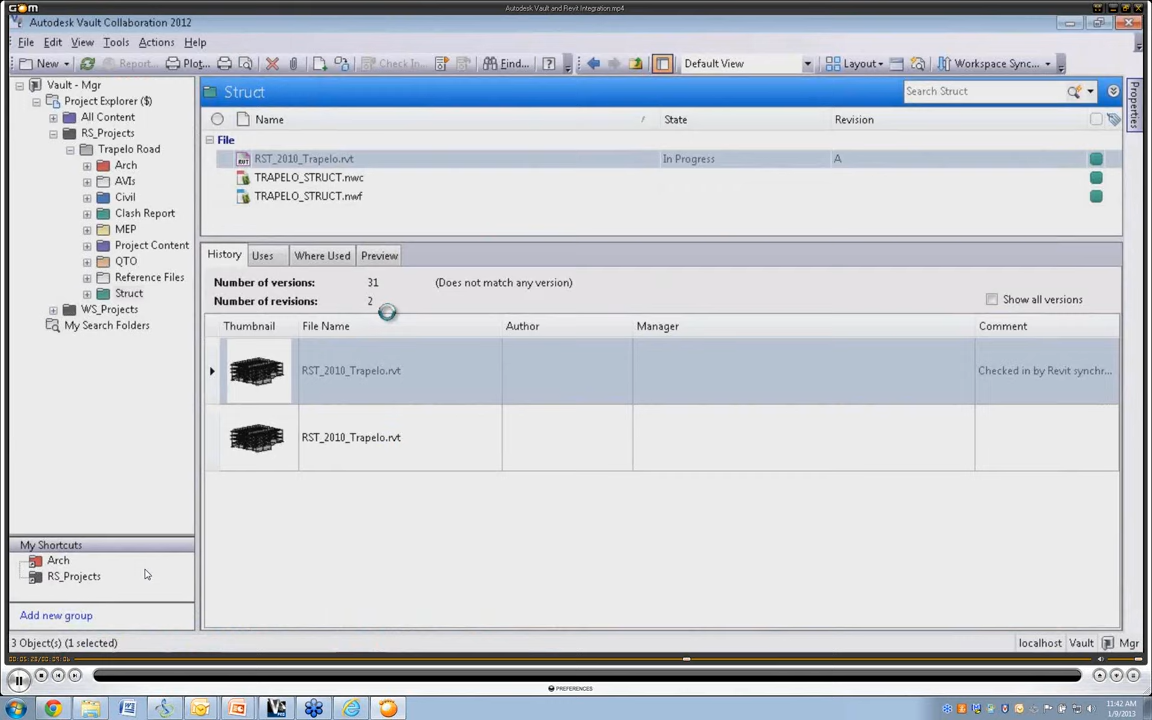 GOM
Autodesk Vault and Revit Integration.mp4
Autodesk Vault Collaboration 2012
File Edit View Tools Actions Help
New Report... Plot... Check In... Find... Default View Layout Workspace Sync...
Vault - Mgr
Project Explorer ($)
All Content
RS_Projects
Trapelo Road
Arch
AVIs
Civil
Clash Report
MEP
Project Content
QTO
Reference Files
Struct
WS_Projects
My Search Folders
My Shortcuts
Arch
RS_Projects
Add new group
Struct
Search Struct
Properties
Name State Revision
File
RST_2010_Trapelo.rvt In Progress A
TRAPELO_STRUCT.nwc
TRAPELO_STRUCT.nwf
History Uses Where Used Preview
Number of versions: 31 (Does not match any version)
Number of revisions: 2
Show all versions
Thumbnail File Name Author Manager Comment
RST_2010_Trapelo.rvt Checked in by Revit synchr...
RST_2010_Trapelo.rvt
3 Object(s) (1 selected)
localhost Vault Mgr
PREFERENCES
11:42 AM
1/9/2013